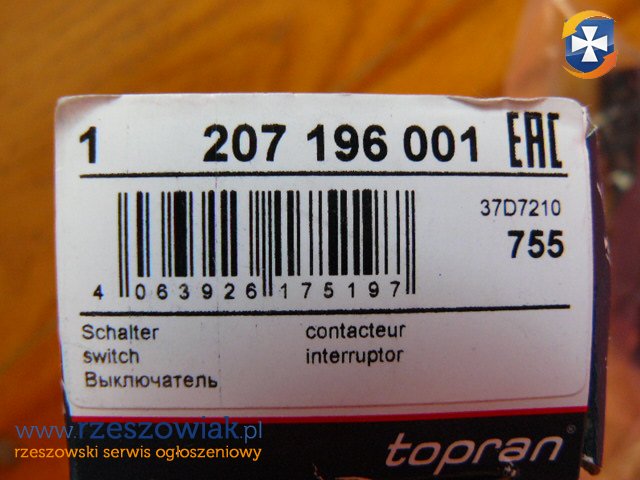 1 207 196 001 EAC
37D7210
755
4 063926 175197
Schalter contacteur
switch interruptor
Выключатель
topran®
www.rzeszowiak.pl
rzeszowski serwis ogłoszeniowy